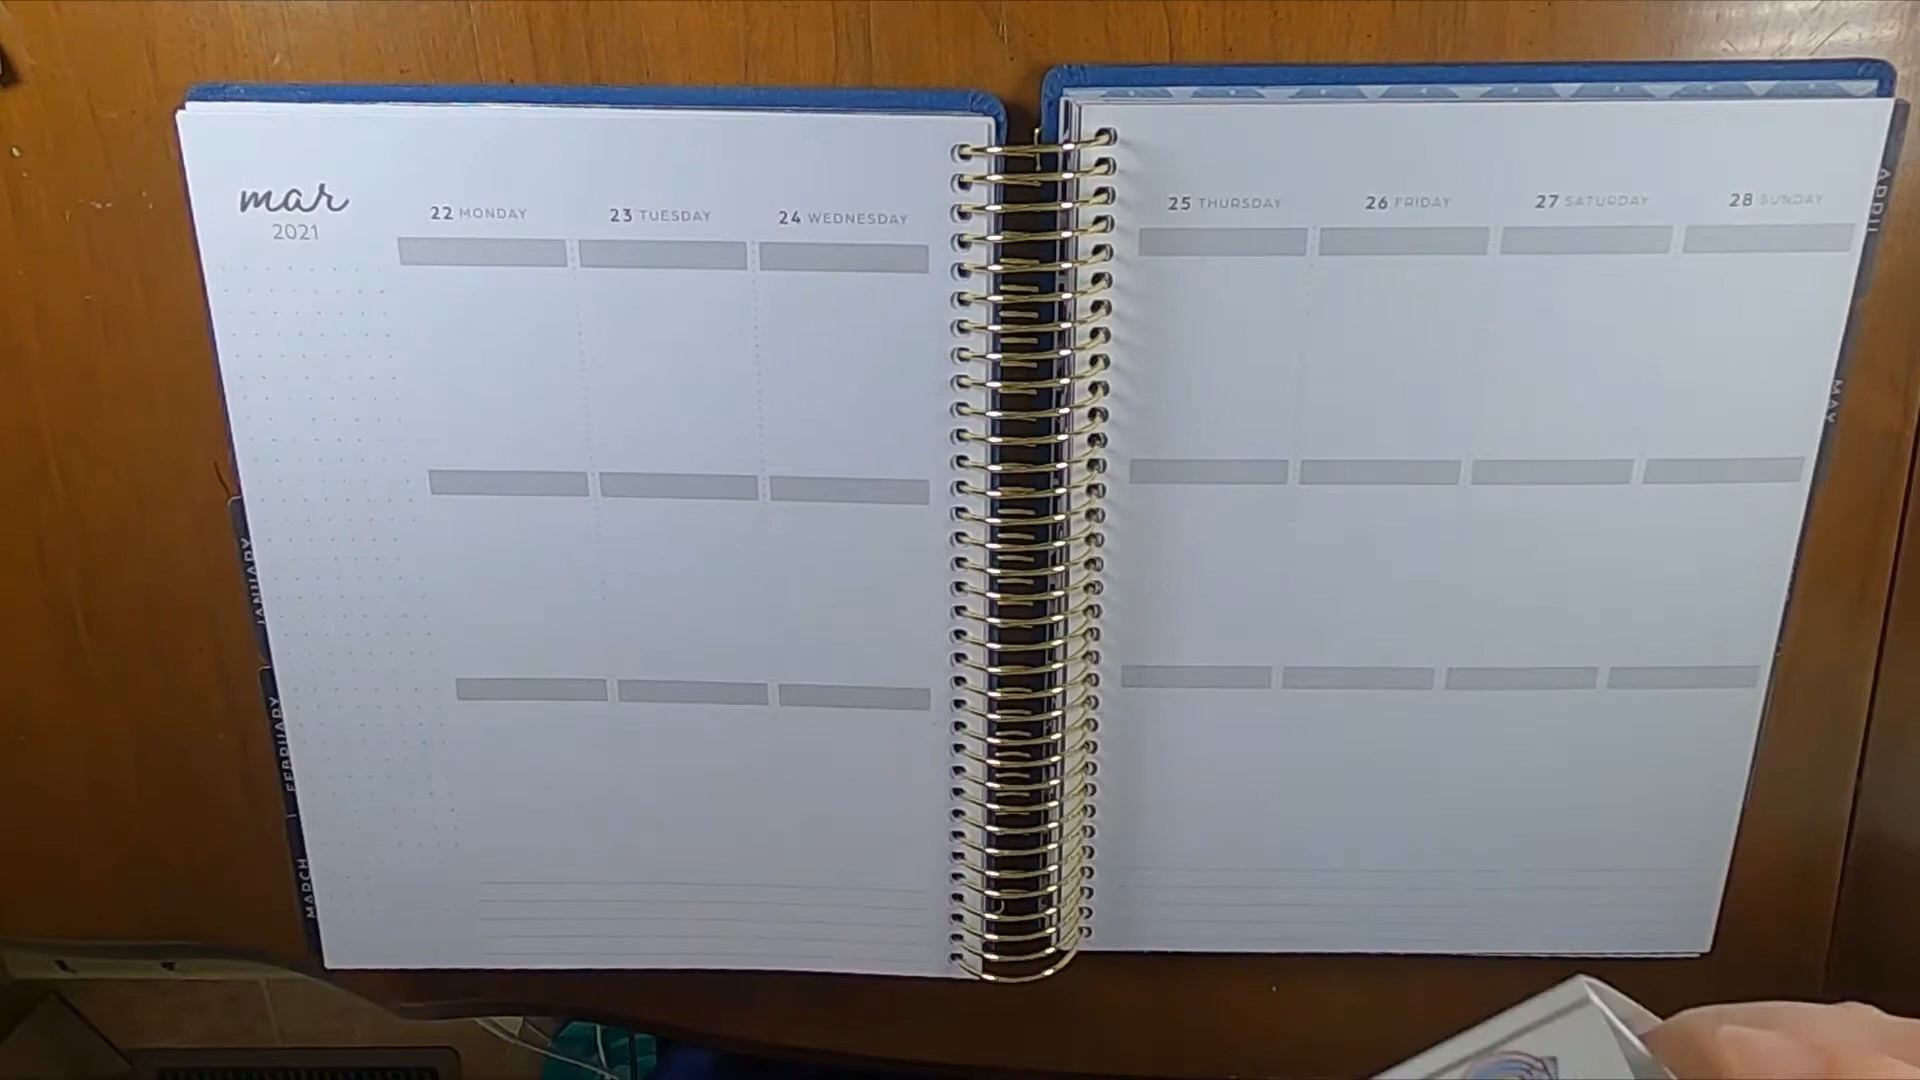 mar
2021
22 MONDAY
23 TUESDAY
24 WEDNESDAY
25 THURSDAY
26 FRIDAY
27 SATURDAY
28 SUNDAY
JANUARY
FEBRUARY
MARCH
APRIL
MAY